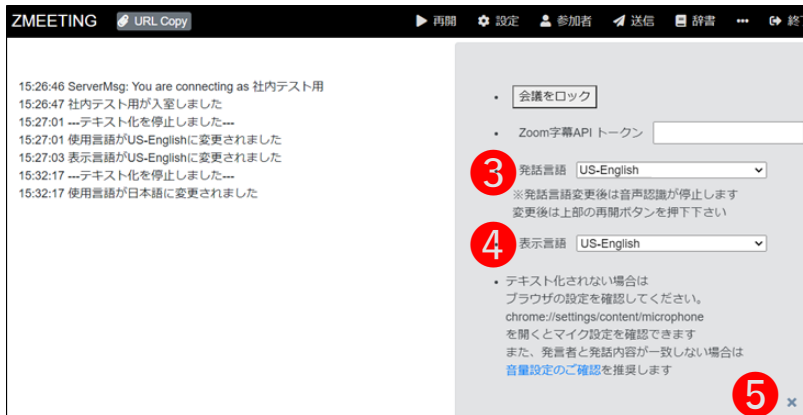 ZMEETING URL Copy 再開 設定 参加者 送信 辞書 ••• 終了
15:26:46 ServerMsg: You are connecting as 社内テスト用
15:26:47 社内テスト用が入室しました
15:27:01 ---テキスト化を停止しました---
15:27:01 使用言語がUS-Englishに変更されました
15:27:03 表示言語がUS-Englishに変更されました
15:32:17 ---テキスト化を停止しました---
15:32:17 使用言語が日本語に変更されました
• 会議をロック
• Zoom字幕API トークン
3 発話言語 US-English
※発話言語変更後は音声認識が停止します
変更後は上部の再開ボタンを押下下さい
4 表示言語 US-English
• テキスト化されない場合は
ブラウザの設定を確認してください。
chrome://settings/content/microphone
を開くとマイク設定を確認できます
また、発言者と発話内容が一致しない場合は
音量設定のご確認を推奨します
5 ×